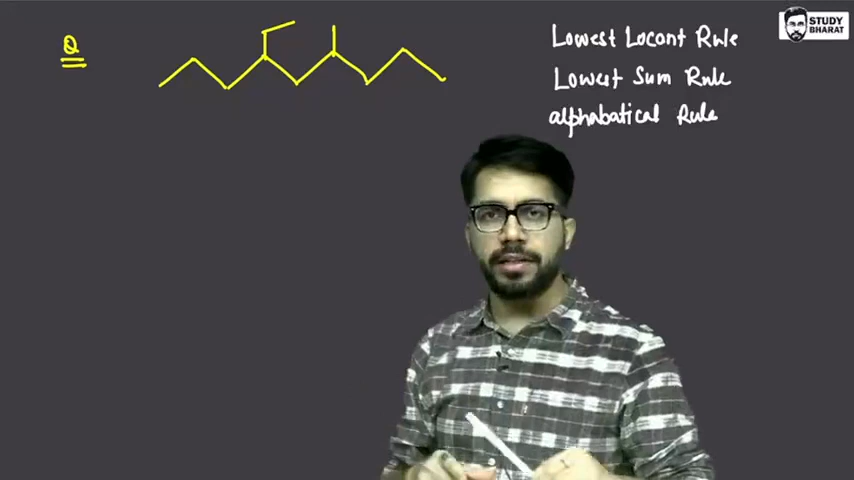 Q
Lowest Locant Rule
Lowest Sum Rule
alphabatical Rule
STUDY
BHARAT